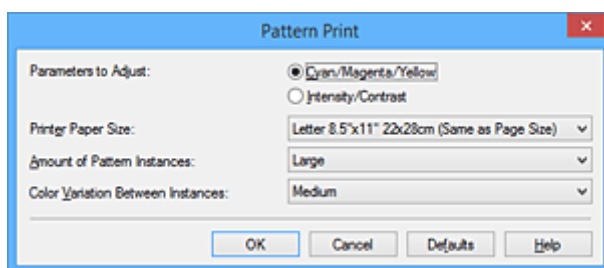 Pattern Print
Parameters to Adjust:
Cyan/Magenta/Yellow
Intensity/Contrast
Printer Paper Size:
Letter 8.5"x11" 22x28cm (Same as Page Size)
Amount of Pattern Instances:
Large
Color Variation Between Instances:
Medium
OK Cancel Defaults Help